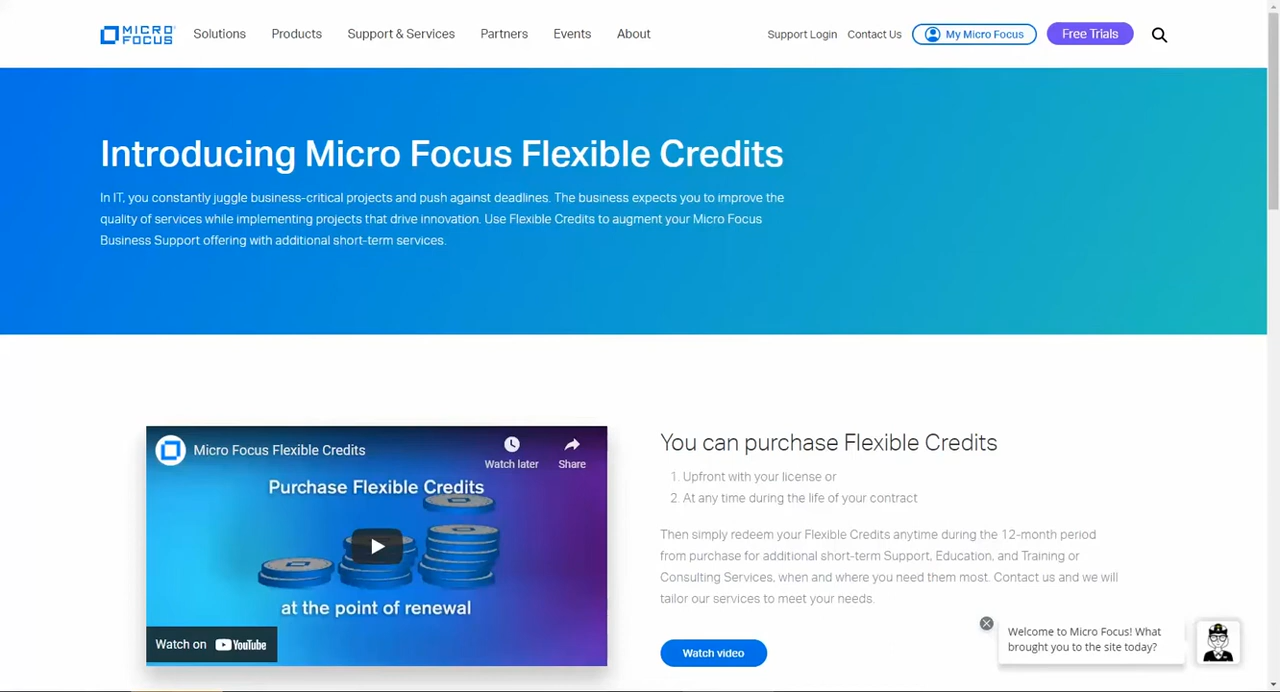 MICRO
FOCUS
Solutions
Products
Support & Services
Partners
Events
About
Support Login
Contact Us
My Micro Focus
Free Trials
Introducing Micro Focus Flexible Credits
In IT, you constantly juggle business-critical projects and push against deadlines. The business expects you to improve the
quality of services while implementing projects that drive innovation. Use Flexible Credits to augment your Micro Focus
Business Support offering with additional short-term services.
Micro Focus Flexible Credits
Watch later
Share
Purchase Flexible Credits
at the point of renewal
Watch on YouTube
You can purchase Flexible Credits
1. Upfront with your license or
2. At any time during the life of your contract
Then simply redeem your Flexible Credits anytime during the 12-month period
from purchase for additional short-term Support, Education, and Training or
Consulting Services, when and where you need them most. Contact us and we will
tailor our services to meet your needs.
Watch video
Welcome to Micro Focus! What
brought you to the site today?